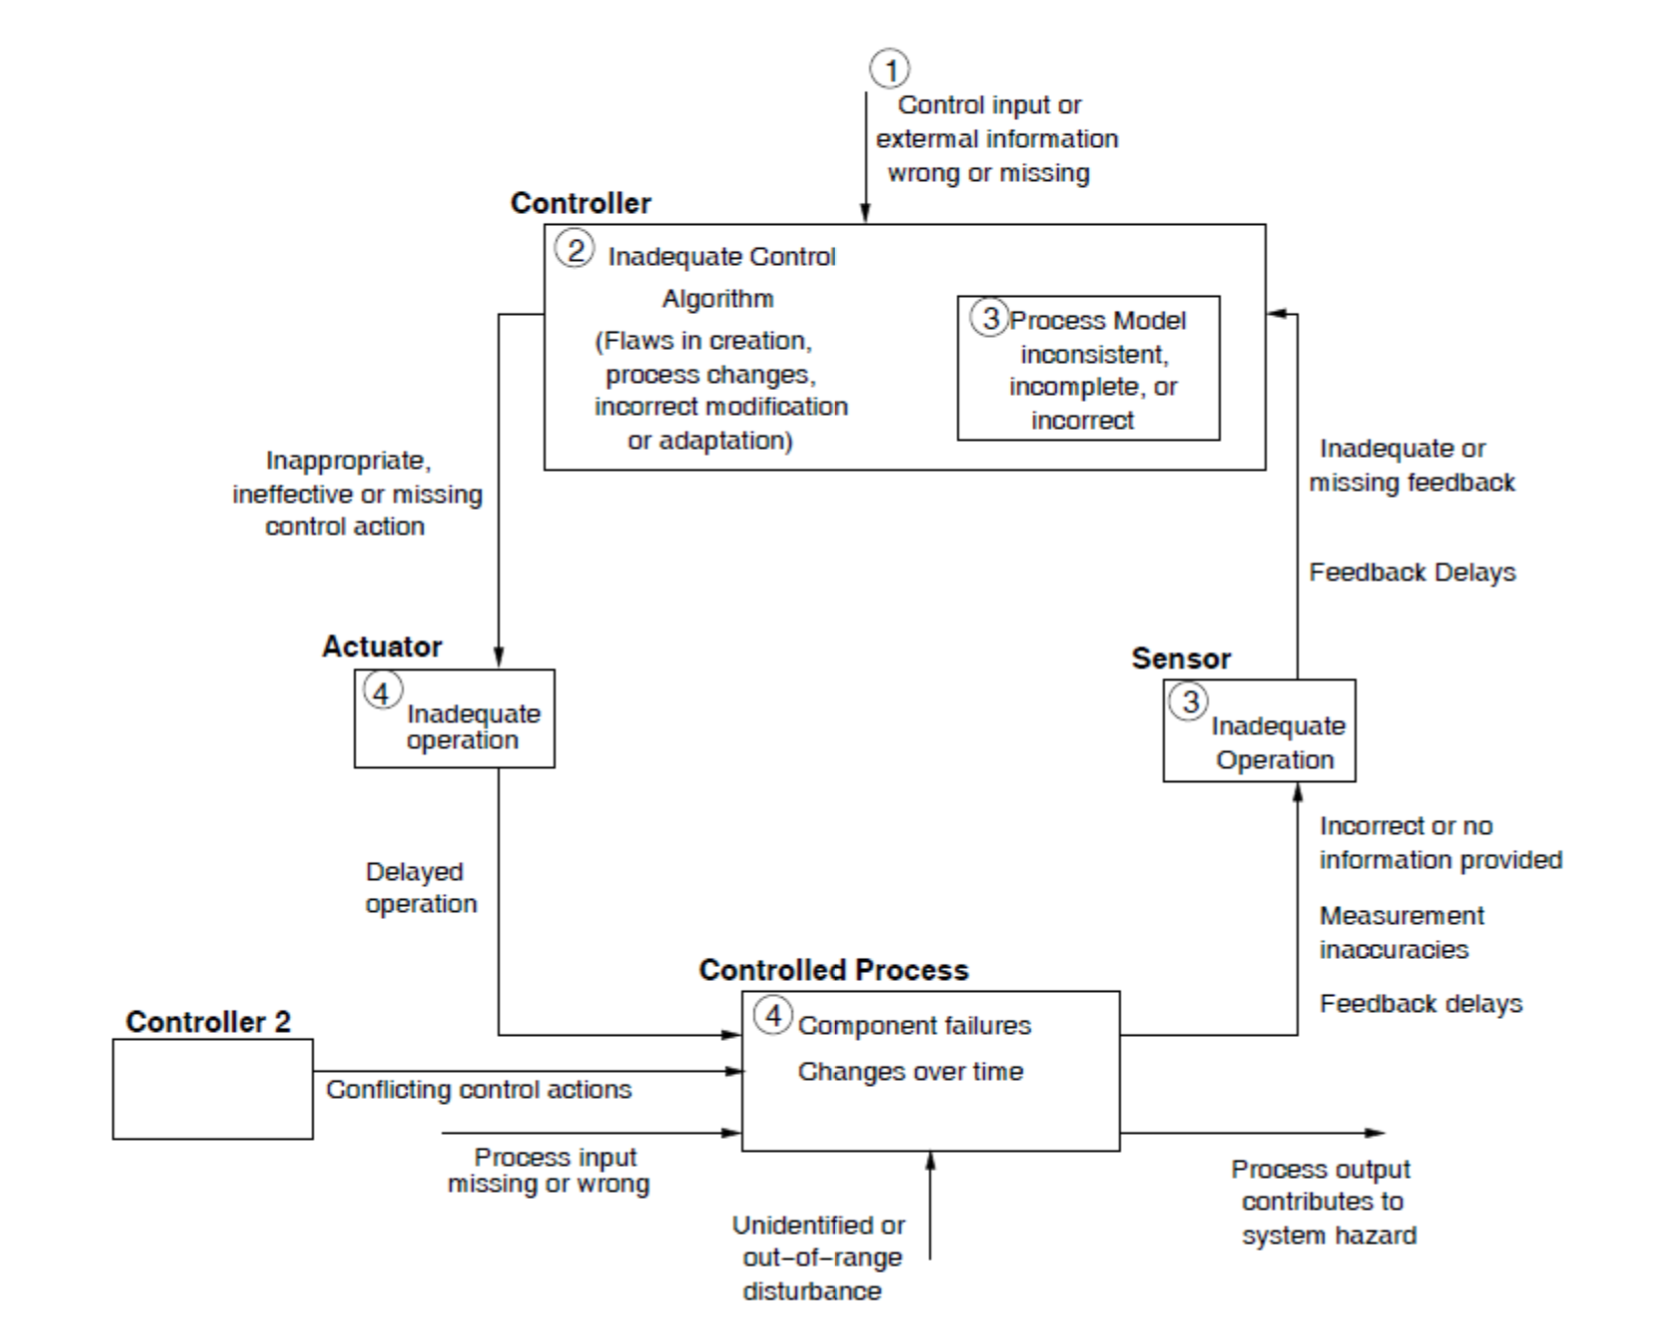 1
Control input or
extermal information
wrong or missing
Controller
2
Inadequate Control
Algorithm
(Flaws in creation,
process changes,
incorrect modification
or adaptation)
3
Process Model
inconsistent,
incomplete, or
incorrect
Inappropriate,
ineffective or missing
control action
Inadequate or
missing feedback
Feedback Delays
Actuator
4
Inadequate
operation
Sensor
3
Inadequate
Operation
Delayed
operation
Incorrect or no
information provided
Measurement
inaccuracies
Feedback delays
Controlled Process
4
Component failures
Changes over time
Controller 2
Conflicting control actions
Process input
missing or wrong
Unidentified or
out-of-range
disturbance
Process output
contributes to
system hazard